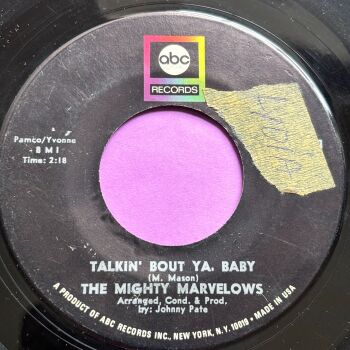 abc
RECORDS
Pamco/Yvonne
BMI
Time: 2:18
TALKIN' BOUT YA. BABY
(M. Mason)
THE MIGHTY MARVELOWS
Arranged, Cond. & Prod.
by: Johnny Pate
A PRODUCT OF ABC RECORDS INC., NEW YORK, N.Y. 10019 • MADE IN USA